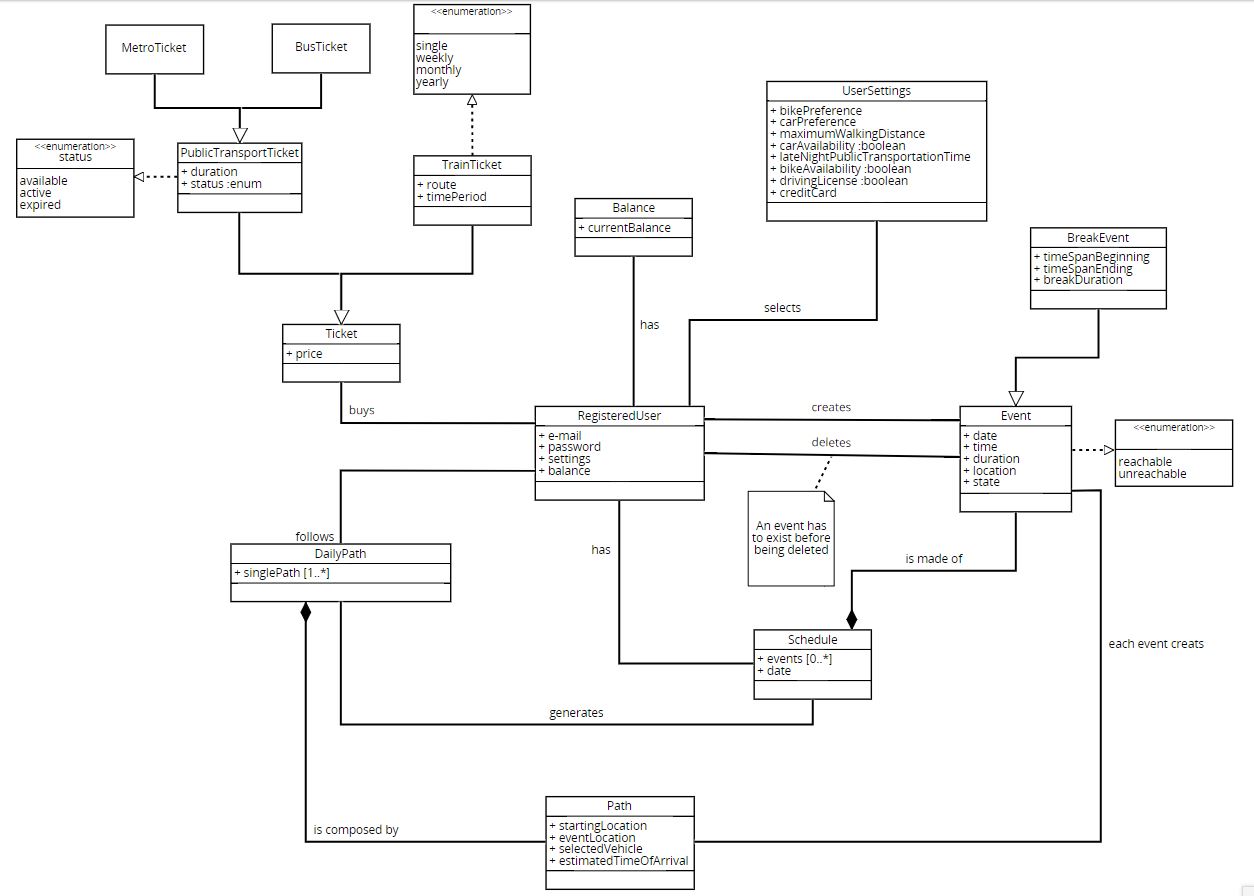 MetroTicket
BusTicket
<<enumeration>>
single
weekly
monthly
yearly
UserSettings
+ bikePreference
+ carPreference
+ maximumWalkingDistance
+ carAvailability :boolean
+ lateNightPublicTransportationTime
+ bikeAvailability :boolean
+ drivingLicense :boolean
+ creditCard
<<enumeration>>
status
available
active
expired
PublicTransportTicket
+ duration
+ status :enum
TrainTicket
+ route
+ timePeriod
Balance
+ currentBalance
BreakEvent
+ timeSpanBeginning
+ timeSpanEnding
+ breakDuration
selects
has
Ticket
+ price
buys
RegisteredUser
+ e-mail
+ password
+ settings
+ balance
creates
deletes
Event
+ date
+ time
+ duration
+ location
+ state
<<enumeration>>
reachable
unreachable
An event has
to exist before
being deleted
follows
DailyPath
+ singlePath [1..*]
has
is made of
Schedule
+ events [0..*]
+ date
each event creats
generates
is composed by
Path
+ startingLocation
+ eventLocation
+ selectedVehicle
+ estimatedTimeOfArrival